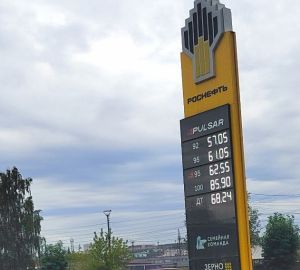 РОСНЕФТЬ
PULSAR
92 57.05
95 61.05
95 62.55
100 85.90
ДТ 68.24
СЕМЕЙНАЯ
КОМАНДА
ЗЕРНО